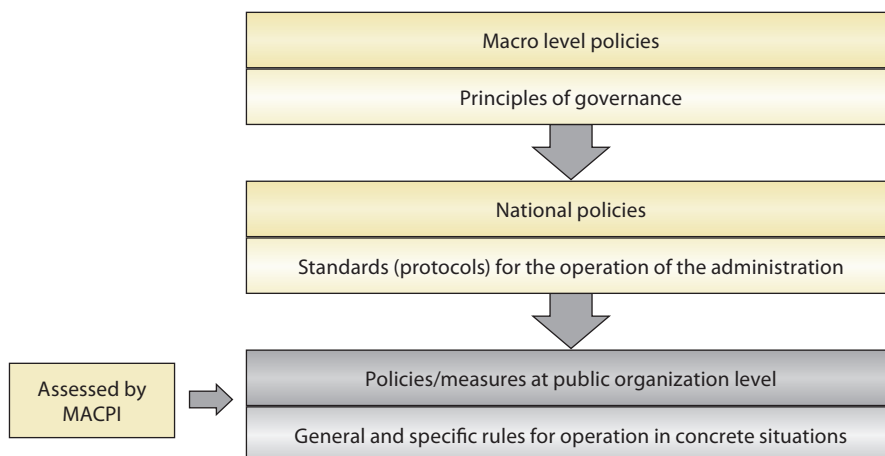 Macro level policies
Principles of governance
National policies
Standards (protocols) for the operation of the administration
Assessed by
MACPI
Policies/measures at public organization level
General and specific rules for operation in concrete situations